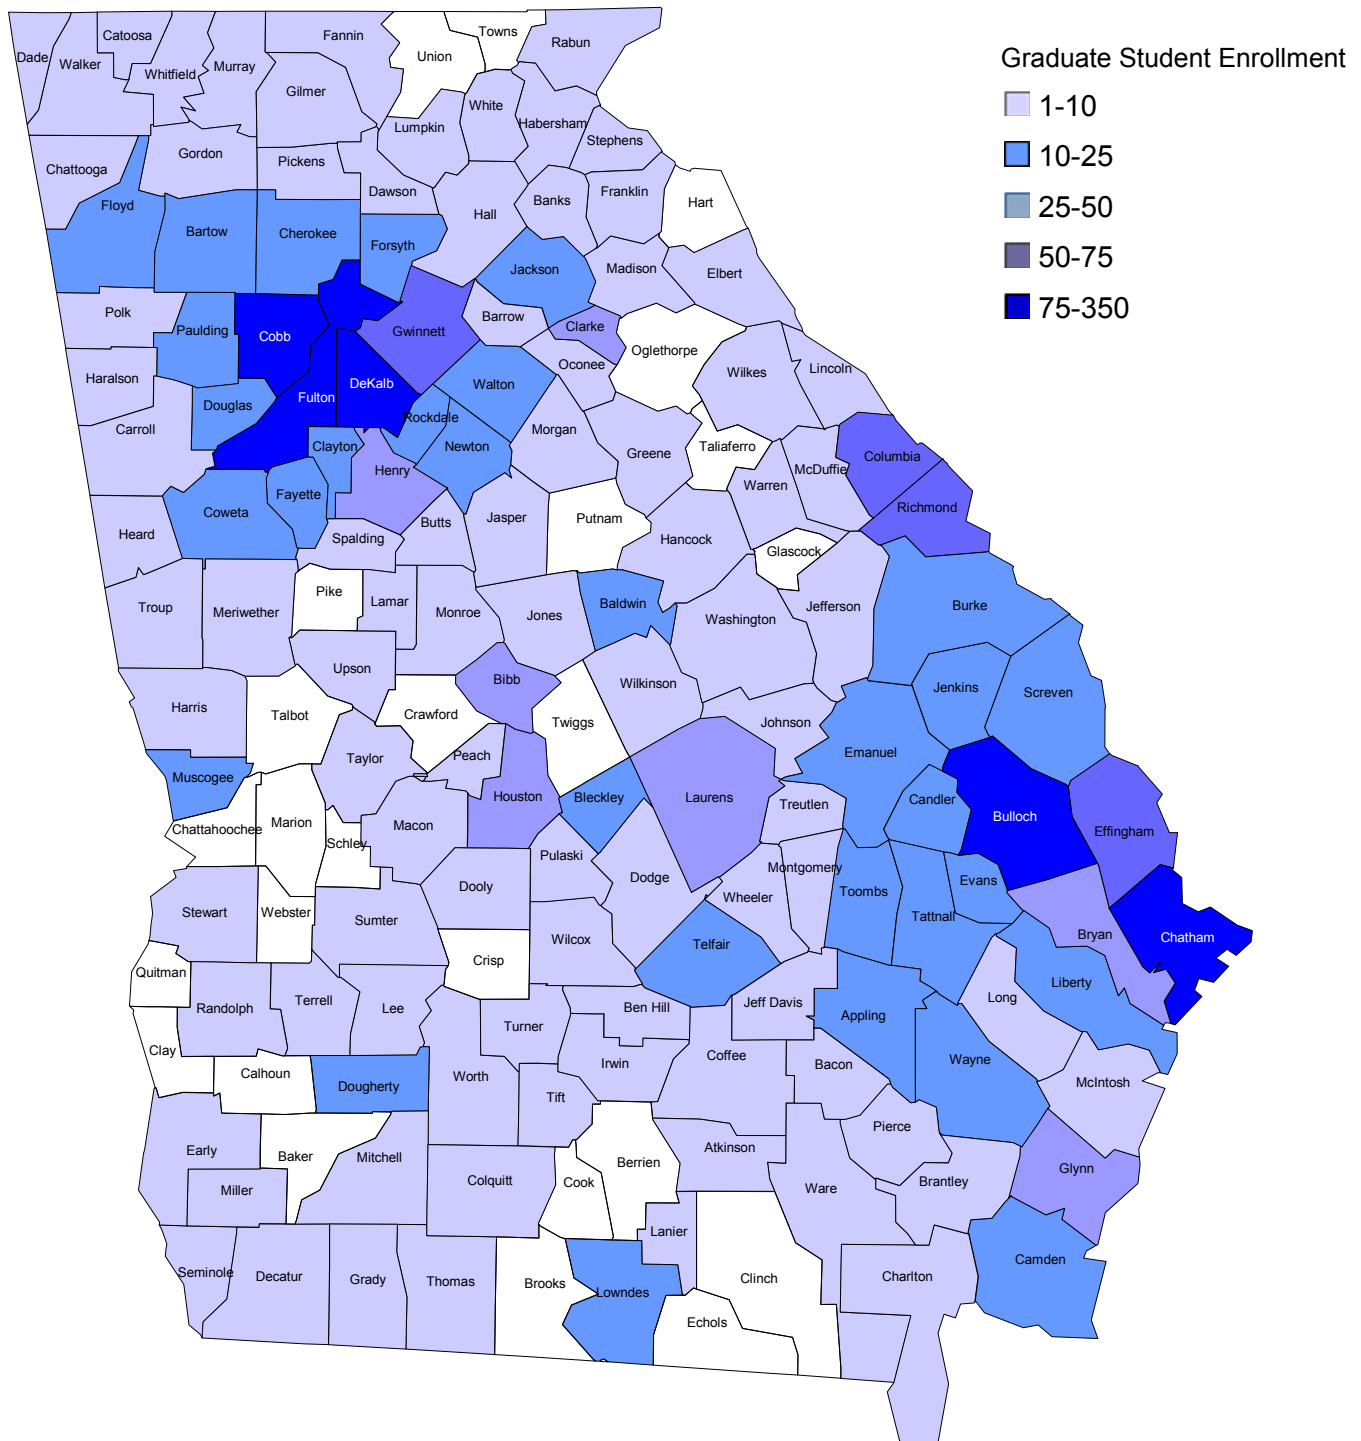 Graduate Student Enrollment
1-10
10-25
25-50
50-75
75-350
Dade
Walker
Catoosa
Whitfield
Murray
Fannin
Gilmer
Union
Towns
Rabun
White
Lumpkin
Habersham
Stephens
Chattooga
Gordon
Pickens
Dawson
Hall
Banks
Franklin
Hart
Floyd
Bartow
Cherokee
Forsyth
Jackson
Madison
Elbert
Polk
Paulding
Cobb
Gwinnett
Barrow
Clarke
Oglethorpe
Oconee
Wilkes
Lincoln
Haralson
Fulton
DeKalb
Walton
Douglas
Rockdale
Carroll
Clayton
Newton
Morgan
Greene
Taliaferro
McDuffie
Columbia
Henry
Fayette
Coweta
Warren
Richmond
Heard
Spalding
Butts
Jasper
Putnam
Hancock
Glascock
Troup
Meriwether
Pike
Lamar
Monroe
Jones
Baldwin
Washington
Jefferson
Burke
Upson
Bibb
Wilkinson
Jenkins
Screven
Harris
Talbot
Crawford
Twiggs
Johnson
Emanuel
Taylor
Peach
Muscogee
Houston
Bleckley
Laurens
Treutlen
Candler
Bulloch
Effingham
Chattahoochee
Marion
Schley
Macon
Pulaski
Dodge
Montgomery
Wheeler
Toombs
Evans
Tattnall
Stewart
Webster
Sumter
Dooly
Wilcox
Telfair
Bryan
Chatham
Quitman
Crisp
Randolph
Terrell
Lee
Turner
Ben Hill
Jeff Davis
Appling
Long
Liberty
Clay
Calhoun
Dougherty
Worth
Irwin
Coffee
Bacon
Wayne
McIntosh
Tift
Early
Baker
Mitchell
Miller
Colquitt
Cook
Berrien
Atkinson
Pierce
Ware
Brantley
Glynn
Lanier
Seminole
Decatur
Grady
Thomas
Brooks
Lowndes
Clinch
Echols
Charlton
Camden